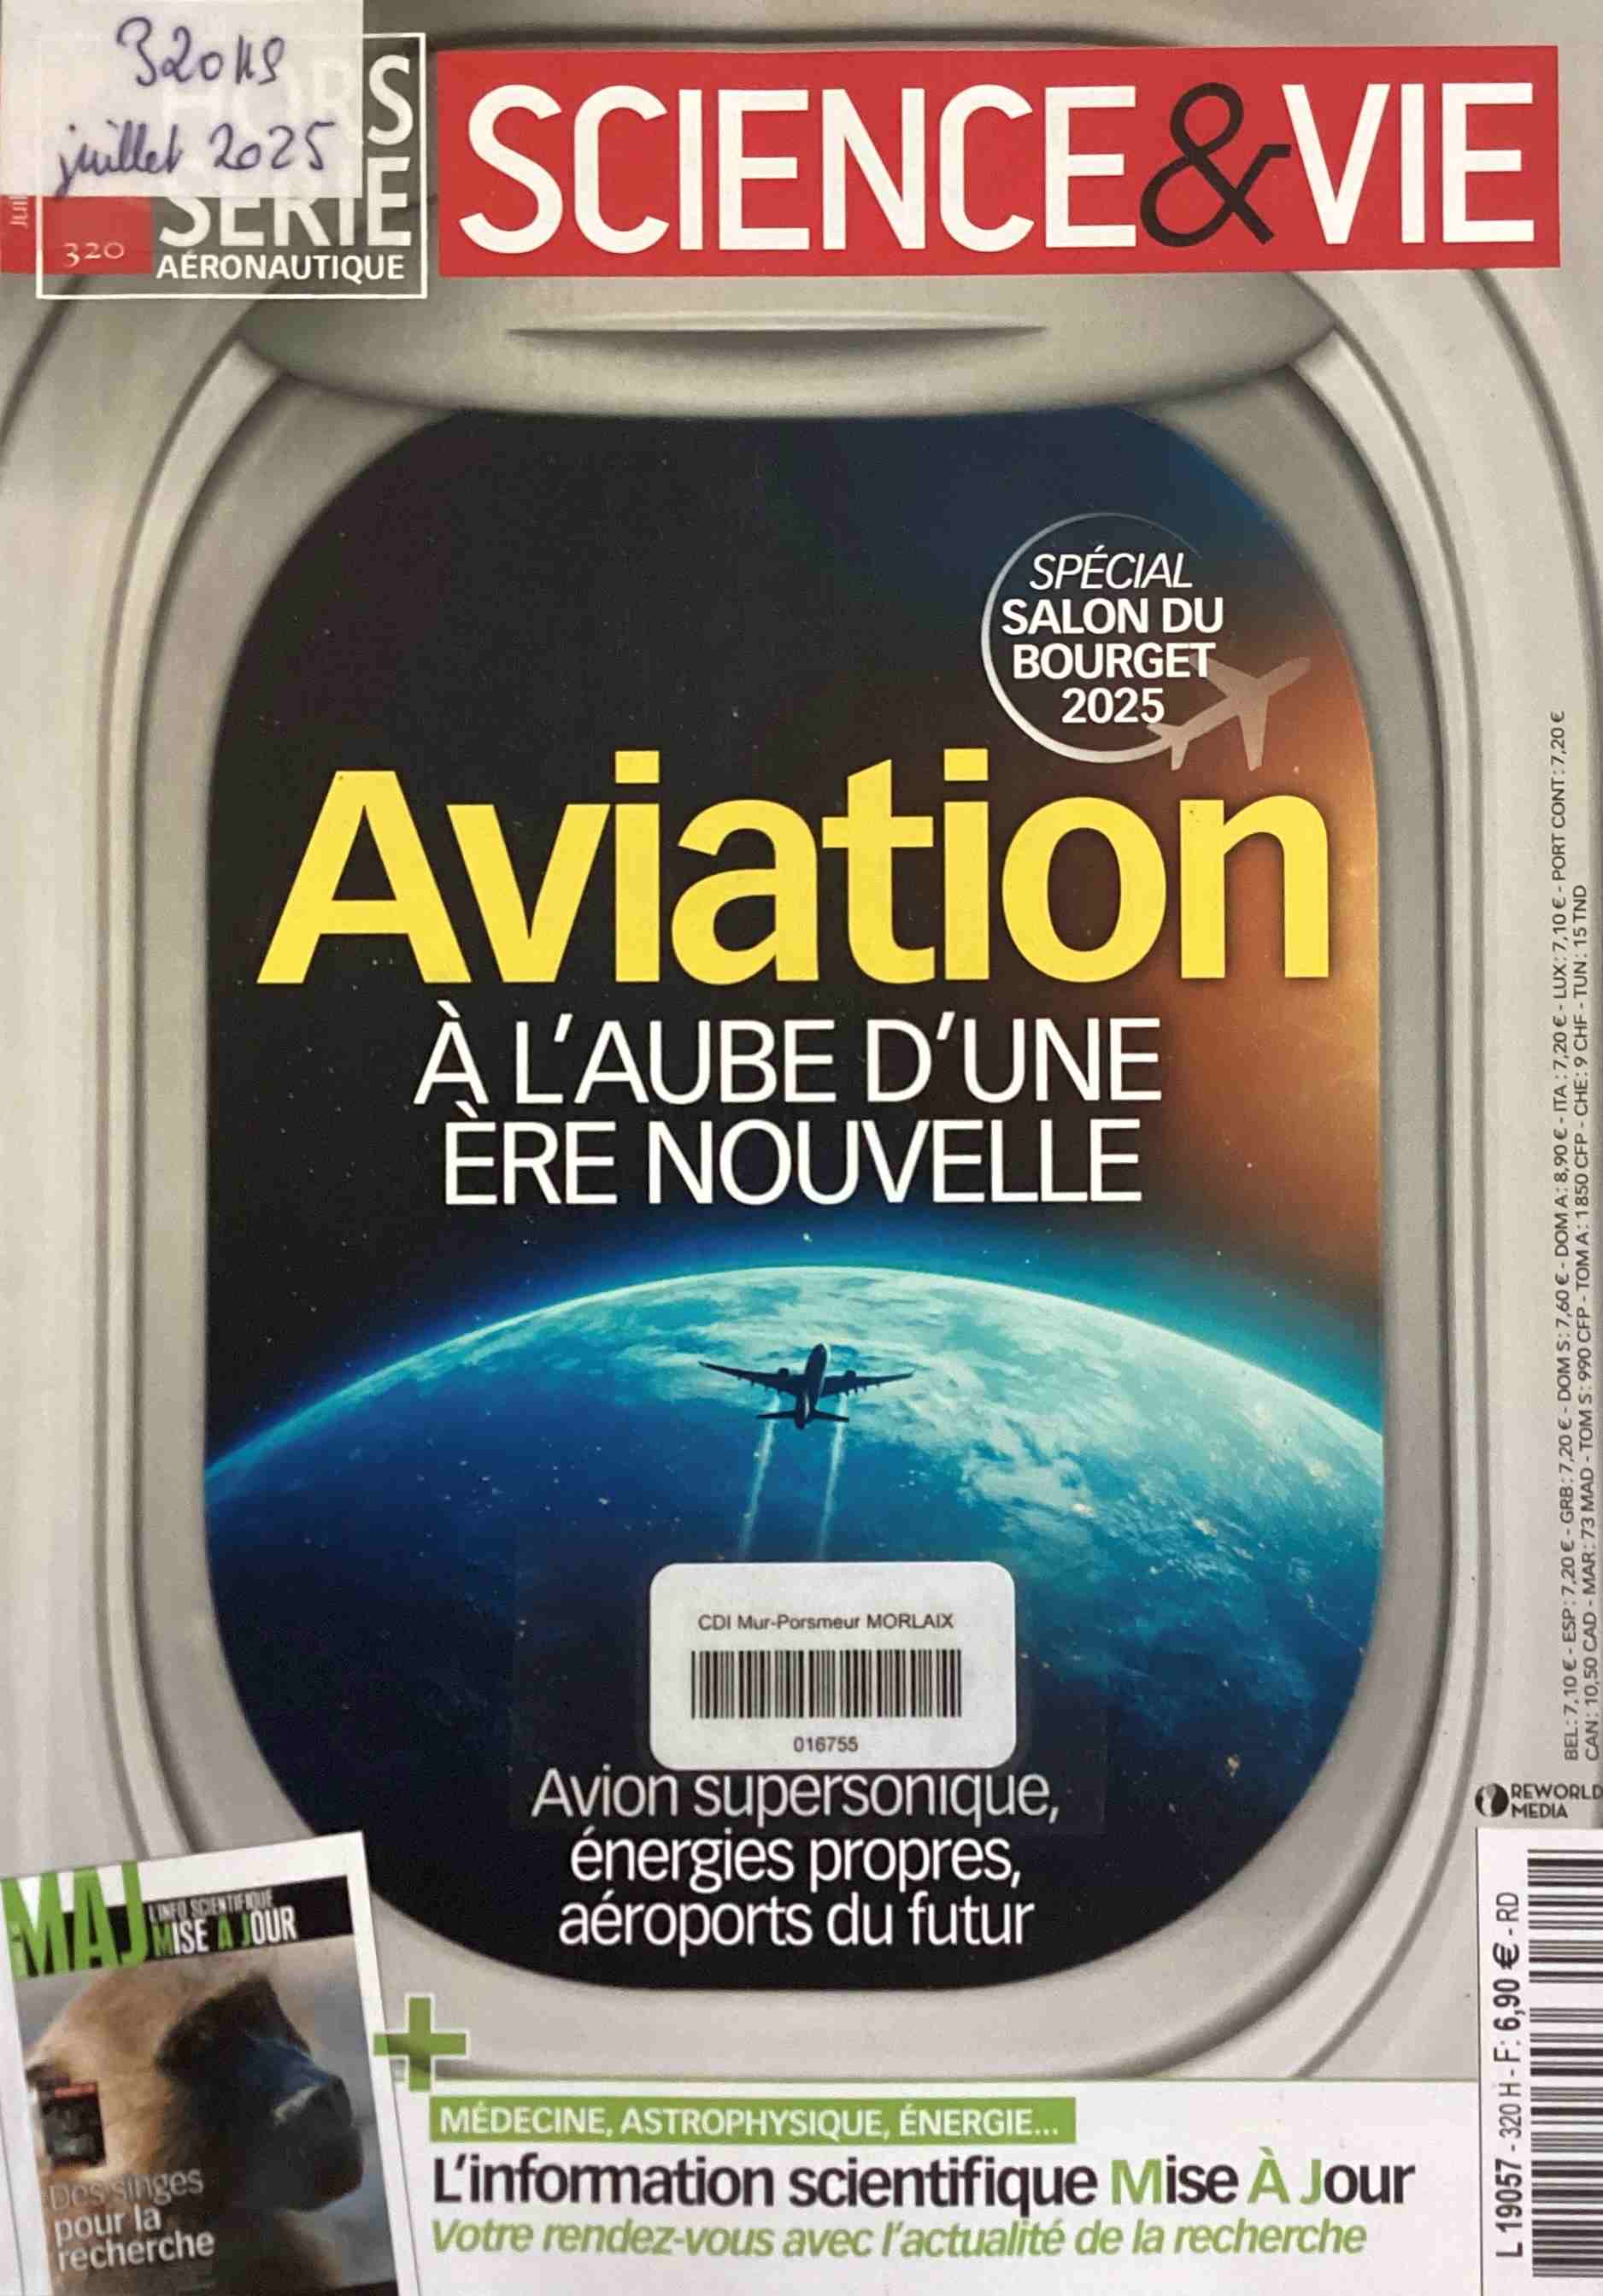 320HS
juillet 2025
HORS
SÉRIE
AÉRONAUTIQUE
320
SCIENCE&VIE
SPÉCIAL
SALON DU
BOURGET
2025
Aviation
À L'AUBE D'UNE
ÈRE NOUVELLE
CDI Mur-Porsmeur MORLAIX
016755
Avion supersonique,
énergies propres,
aéroports du futur
BEL : 7,10 € - ESP : 7,20 € - GRB : 7,20 € - DOM S : 7,60 € - DOM A : 8,90 € - ITA : 7,20 € - LUX : 7,10 € - PORT CONT : 7,20 €
CAN : 10,50 CAD - MAR : 73 MAD - TOM S : 990 CFP - TOM A : 1 850 CFP - CHE : 9 CHF - TUN : 15 TND
REWORLD
MEDIA
L 19057 - 320 H - F: 6,90 € - RD
MAJ
L'INFO SCIENTIFIQUE
MISE À JOUR
Des singes
pour la
recherche
+
MÉDECINE, ASTROPHYSIQUE, ÉNERGIE...
L'information scientifique Mise À Jour
Votre rendez-vous avec l'actualité de la recherche